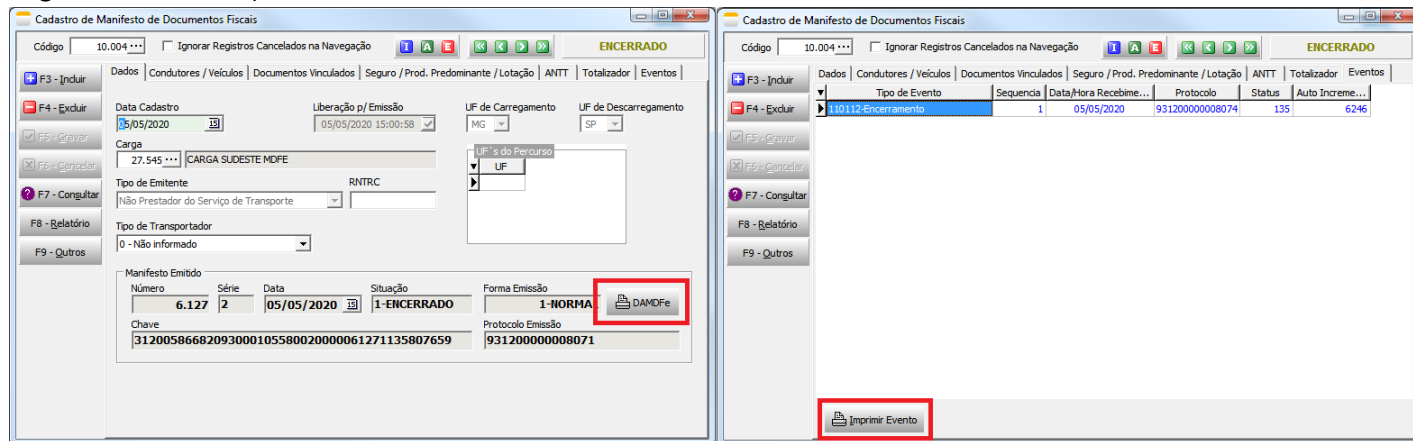 Cadastro de Manifesto de Documentos Fiscais
Código 10.004 ... Ignorar Registros Cancelados na Navegação I A E ENCERRADO
F3 - Incluir
F4 - Excluir
F5 - Gravar
F6 - Cancelar
F7 - Consultar
F8 - Relatório
F9 - Outros
Dados Condutores / Veículos Documentos Vinculados Seguro / Prod. Predominante / Lotação ANTT Totalizador Eventos
Data Cadastro Liberação p/ Emissão UF de Carregamento UF de Descarregamento
05/05/2020 15 05/05/2020 15:00:58 MG SP
Carga
27.545 ... CARGA SUDESTE MDFE
UF`s do Percurso
UF
Tipo de Emitente RNTRC
Não Prestador do Serviço de Transporte
Tipo de Transportador
0 - Não informado
Manifesto Emitido
Número Série Data Situação Forma Emissão
6.127 2 05/05/2020 15 1-ENCERRADO 1-NORMAL DAMDFe
Chave Protocolo Emissão
31200586682093000105580020000061271135807659 931200000008071
Cadastro de Manifesto de Documentos Fiscais
Código 10.004 ... Ignorar Registros Cancelados na Navegação I A E ENCERRADO
F3 - Incluir
F4 - Excluir
F5 - Gravar
F6 - Cancelar
F7 - Consultar
F8 - Relatório
F9 - Outros
Dados Condutores / Veículos Documentos Vinculados Seguro / Prod. Predominante / Lotação ANTT Totalizador Eventos
Tipo de Evento Sequencia Data/Hora Recebime... Protocolo Status Auto Increme...
110112-Encerramento 1 05/05/2020 931200000008074 135 6246
Imprimir Evento